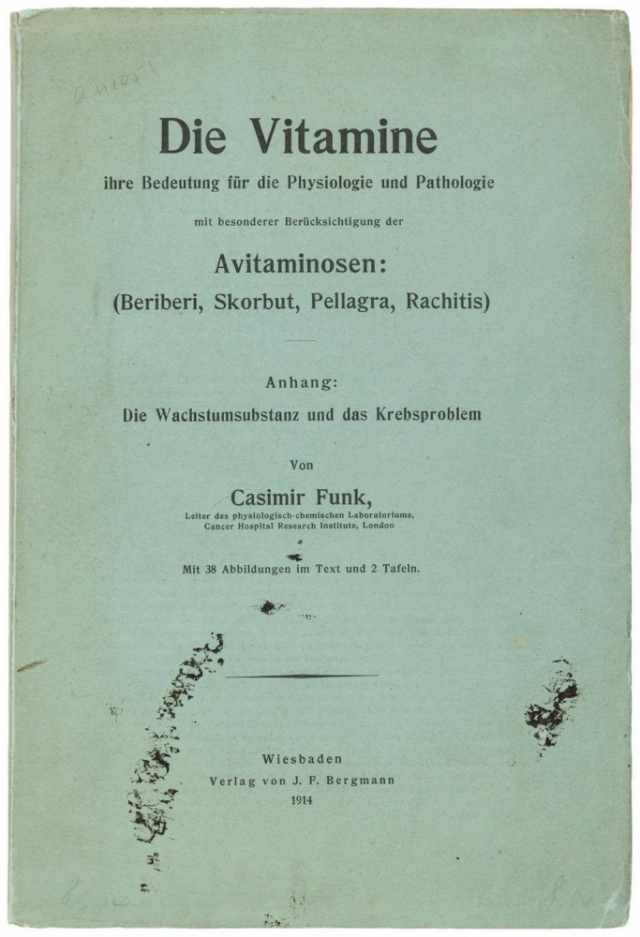 Die Vitamine
ihre Bedeutung für die Physiologie und Pathologie
mit besonderer Berücksichtigung der
Avitaminosen:
(Beriberi, Skorbut, Pellagra, Rachitis)
Anhang:
Die Wachstumsubstanz und das Krebsproblem
Von
Casimir Funk,
Leiter des physiologisch-chemischen Laboratoriums,
Cancer Hospital Research Institute, London
Mit 38 Abbildungen im Text und 2 Tafeln.
Wiesbaden
Verlag von J. F. Bergmann
1914